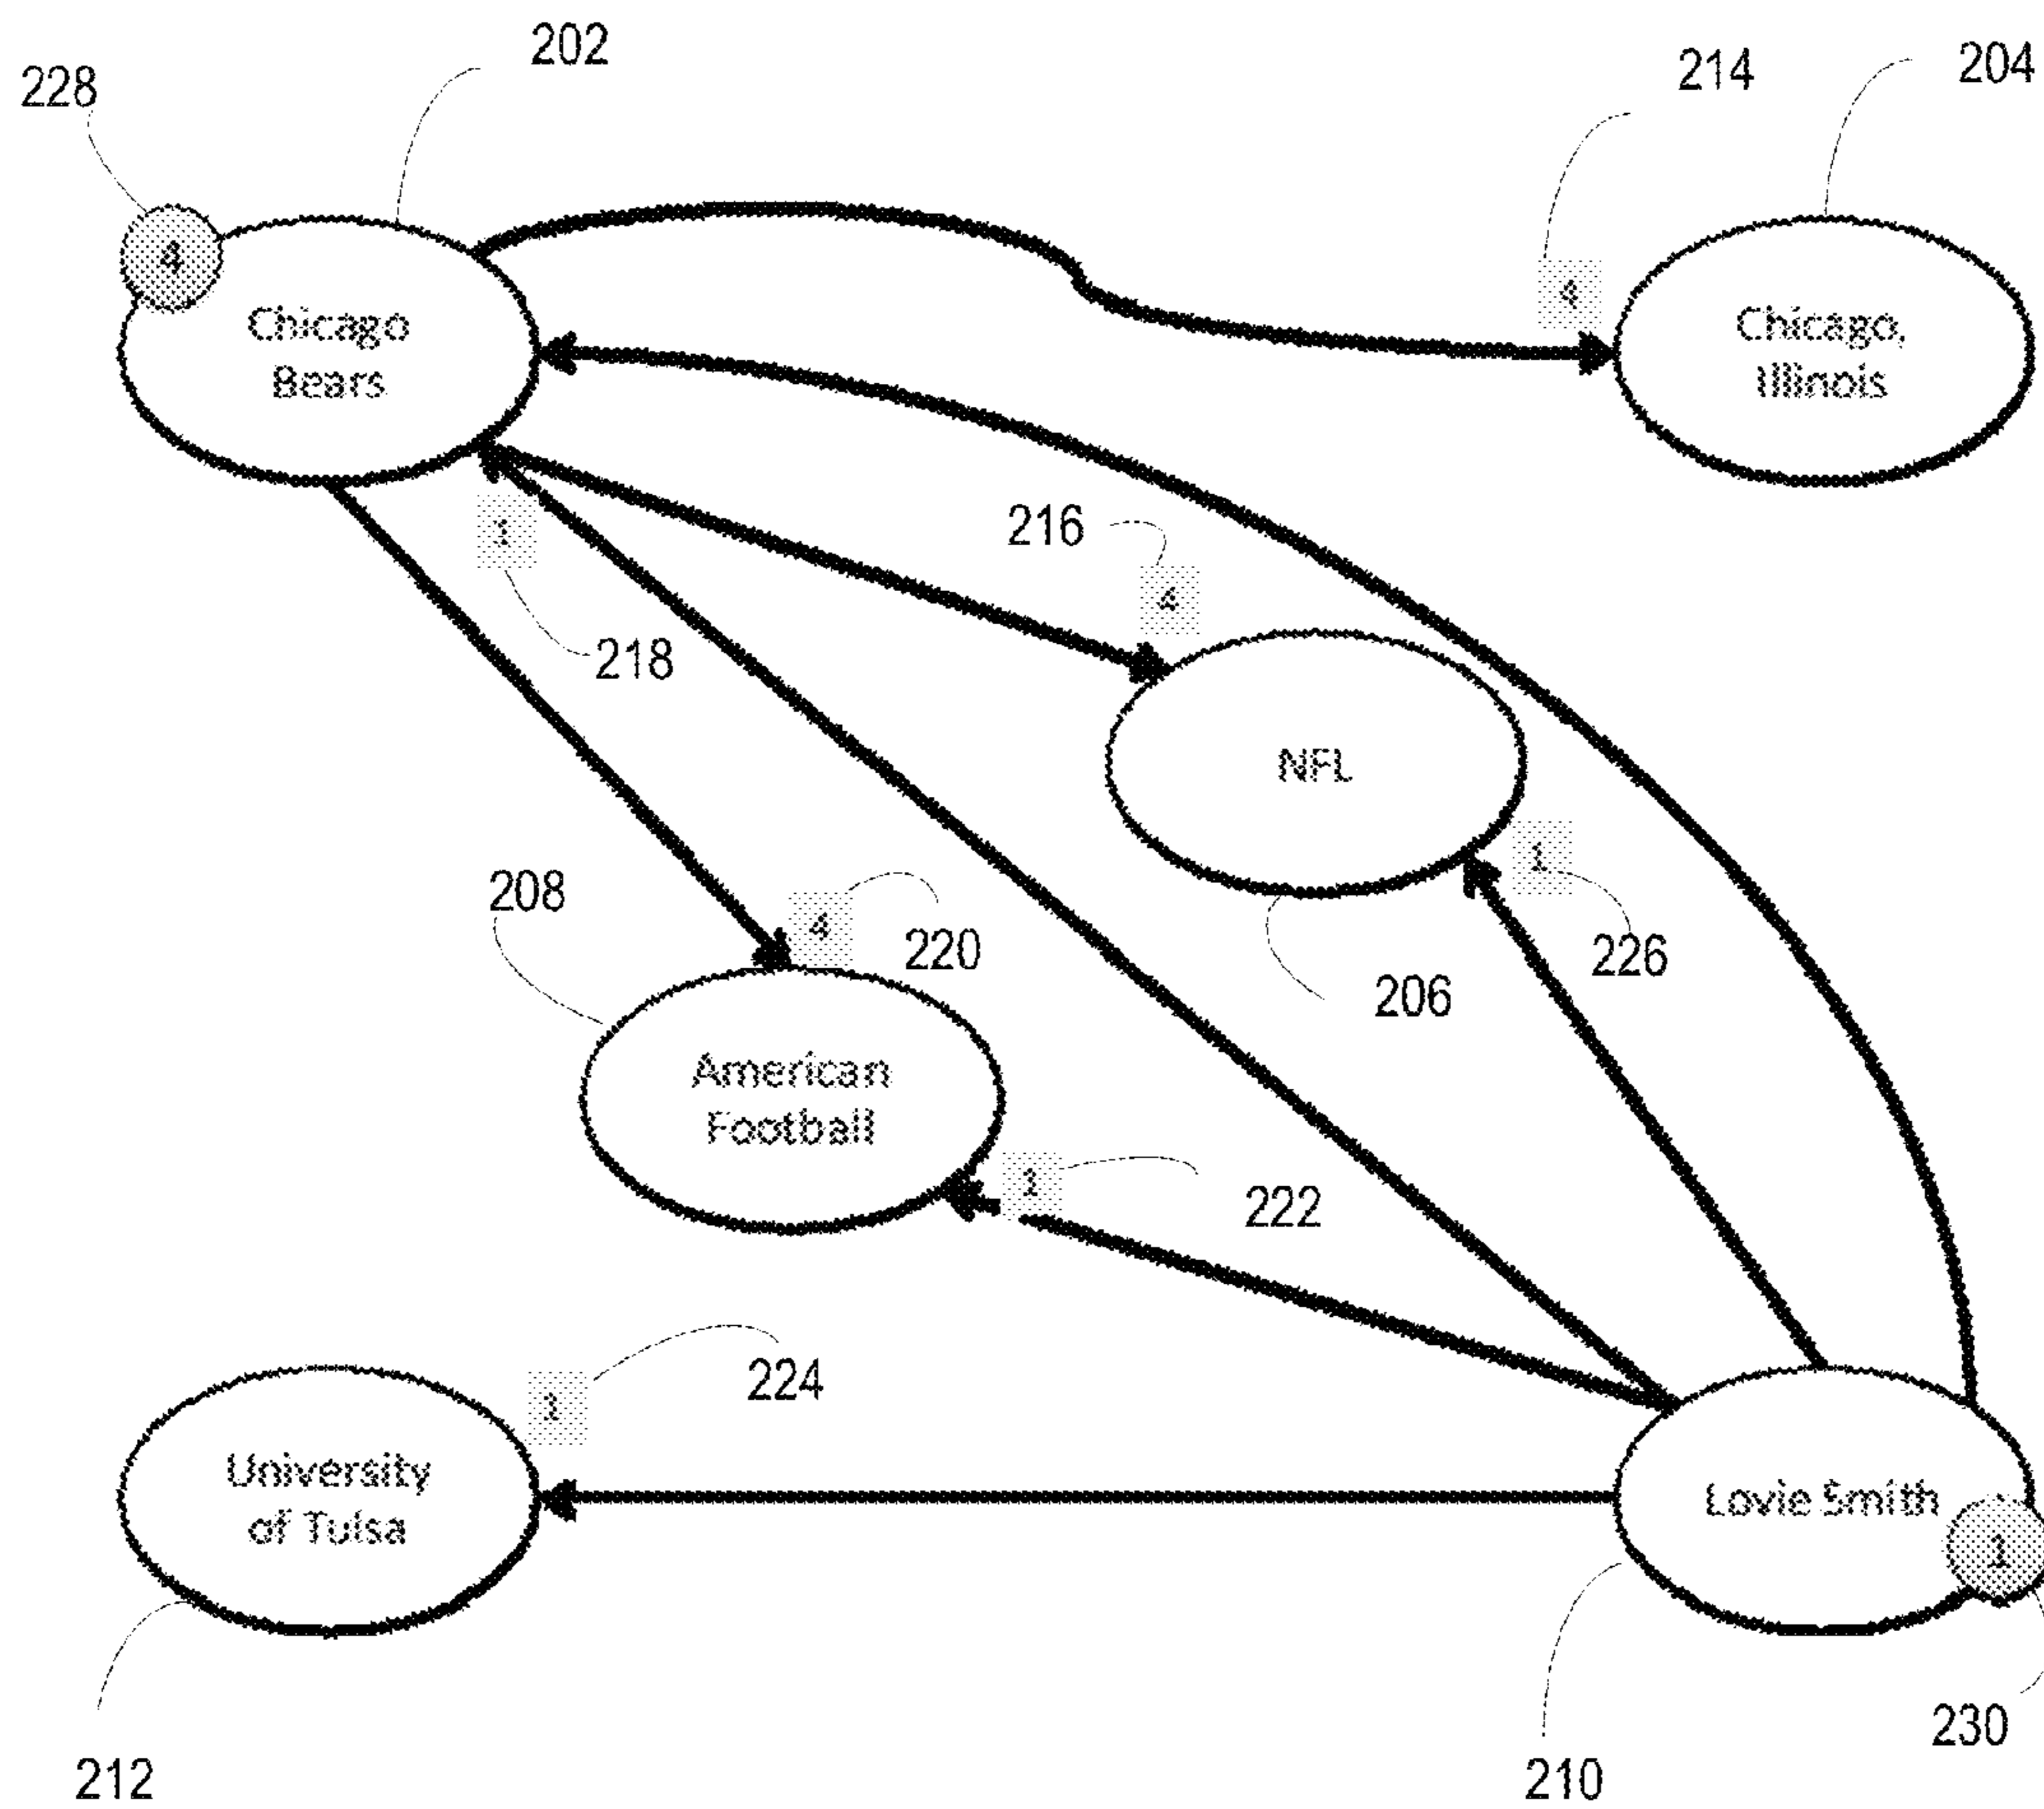 202
204
214
228
4
4
Chicago
Bears
Chicago,
Illinois
1
216
4
218
NFL
208
4
220
1
226
206
American
Football
1
222
1
224
University
of Tulsa
Lovie Smith
1
230
212
210